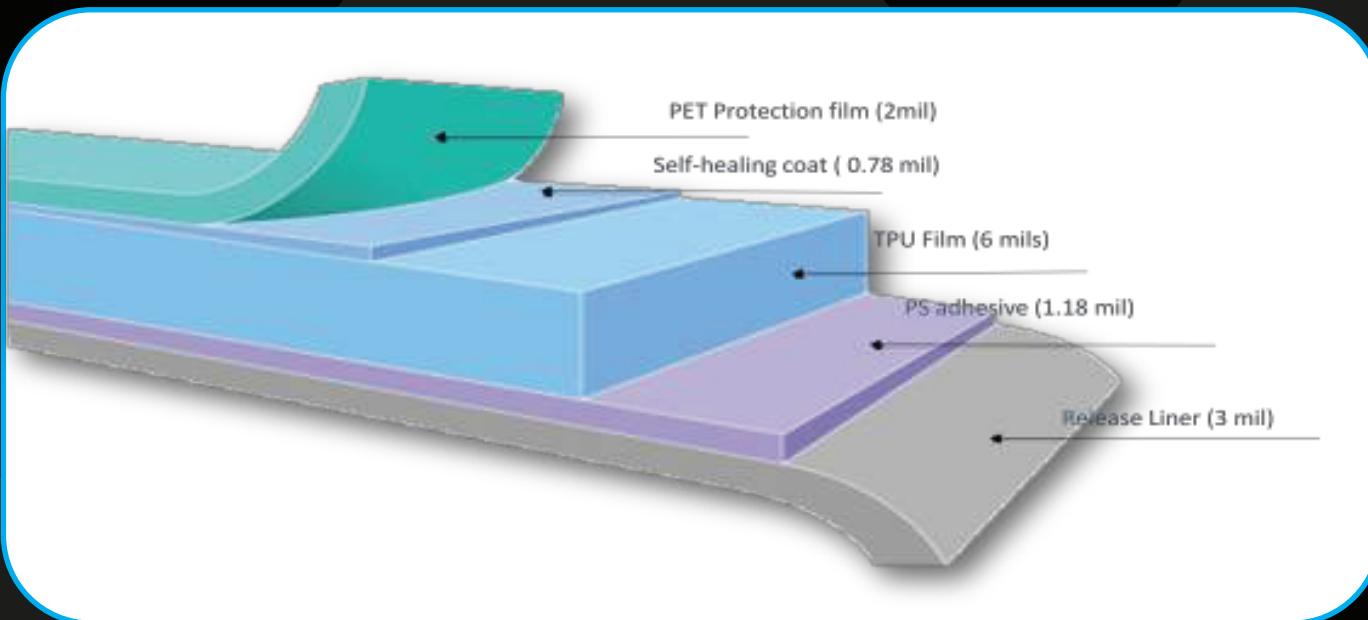 PET Protection film (2mil)
Self-healing coat ( 0.78 mil)
TPU Film (6 mils)
PS adhesive (1.18 mil)
Release Liner (3 mil)